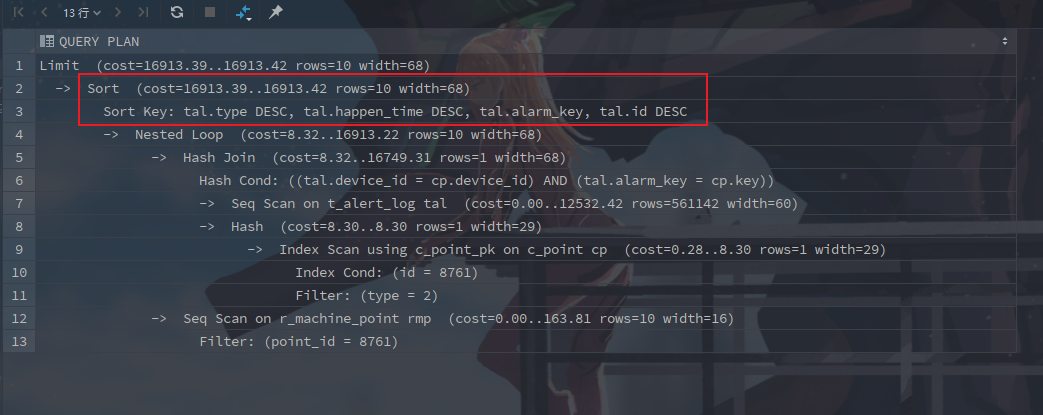 13 行
QUERY PLAN
1 Limit (cost=16913.39..16913.42 rows=10 width=68)
2 -> Sort (cost=16913.39..16913.42 rows=10 width=68)
3 Sort Key: tal.type DESC, tal.happen_time DESC, tal.alarm_key, tal.id DESC
4 -> Nested Loop (cost=8.32..16913.22 rows=10 width=68)
5 -> Hash Join (cost=8.32..16749.31 rows=1 width=68)
6 Hash Cond: ((tal.device_id = cp.device_id) AND (tal.alarm_key = cp.key))
7 -> Seq Scan on t_alert_log tal (cost=0.00..12532.42 rows=561142 width=60)
8 -> Hash (cost=8.30..8.30 rows=1 width=29)
9 -> Index Scan using c_point_pk on c_point cp (cost=0.28..8.30 rows=1 width=29)
10 Index Cond: (id = 8761)
11 Filter: (type = 2)
12 -> Seq Scan on r_machine_point rmp (cost=0.00..163.81 rows=10 width=16)
13 Filter: (point_id = 8761)